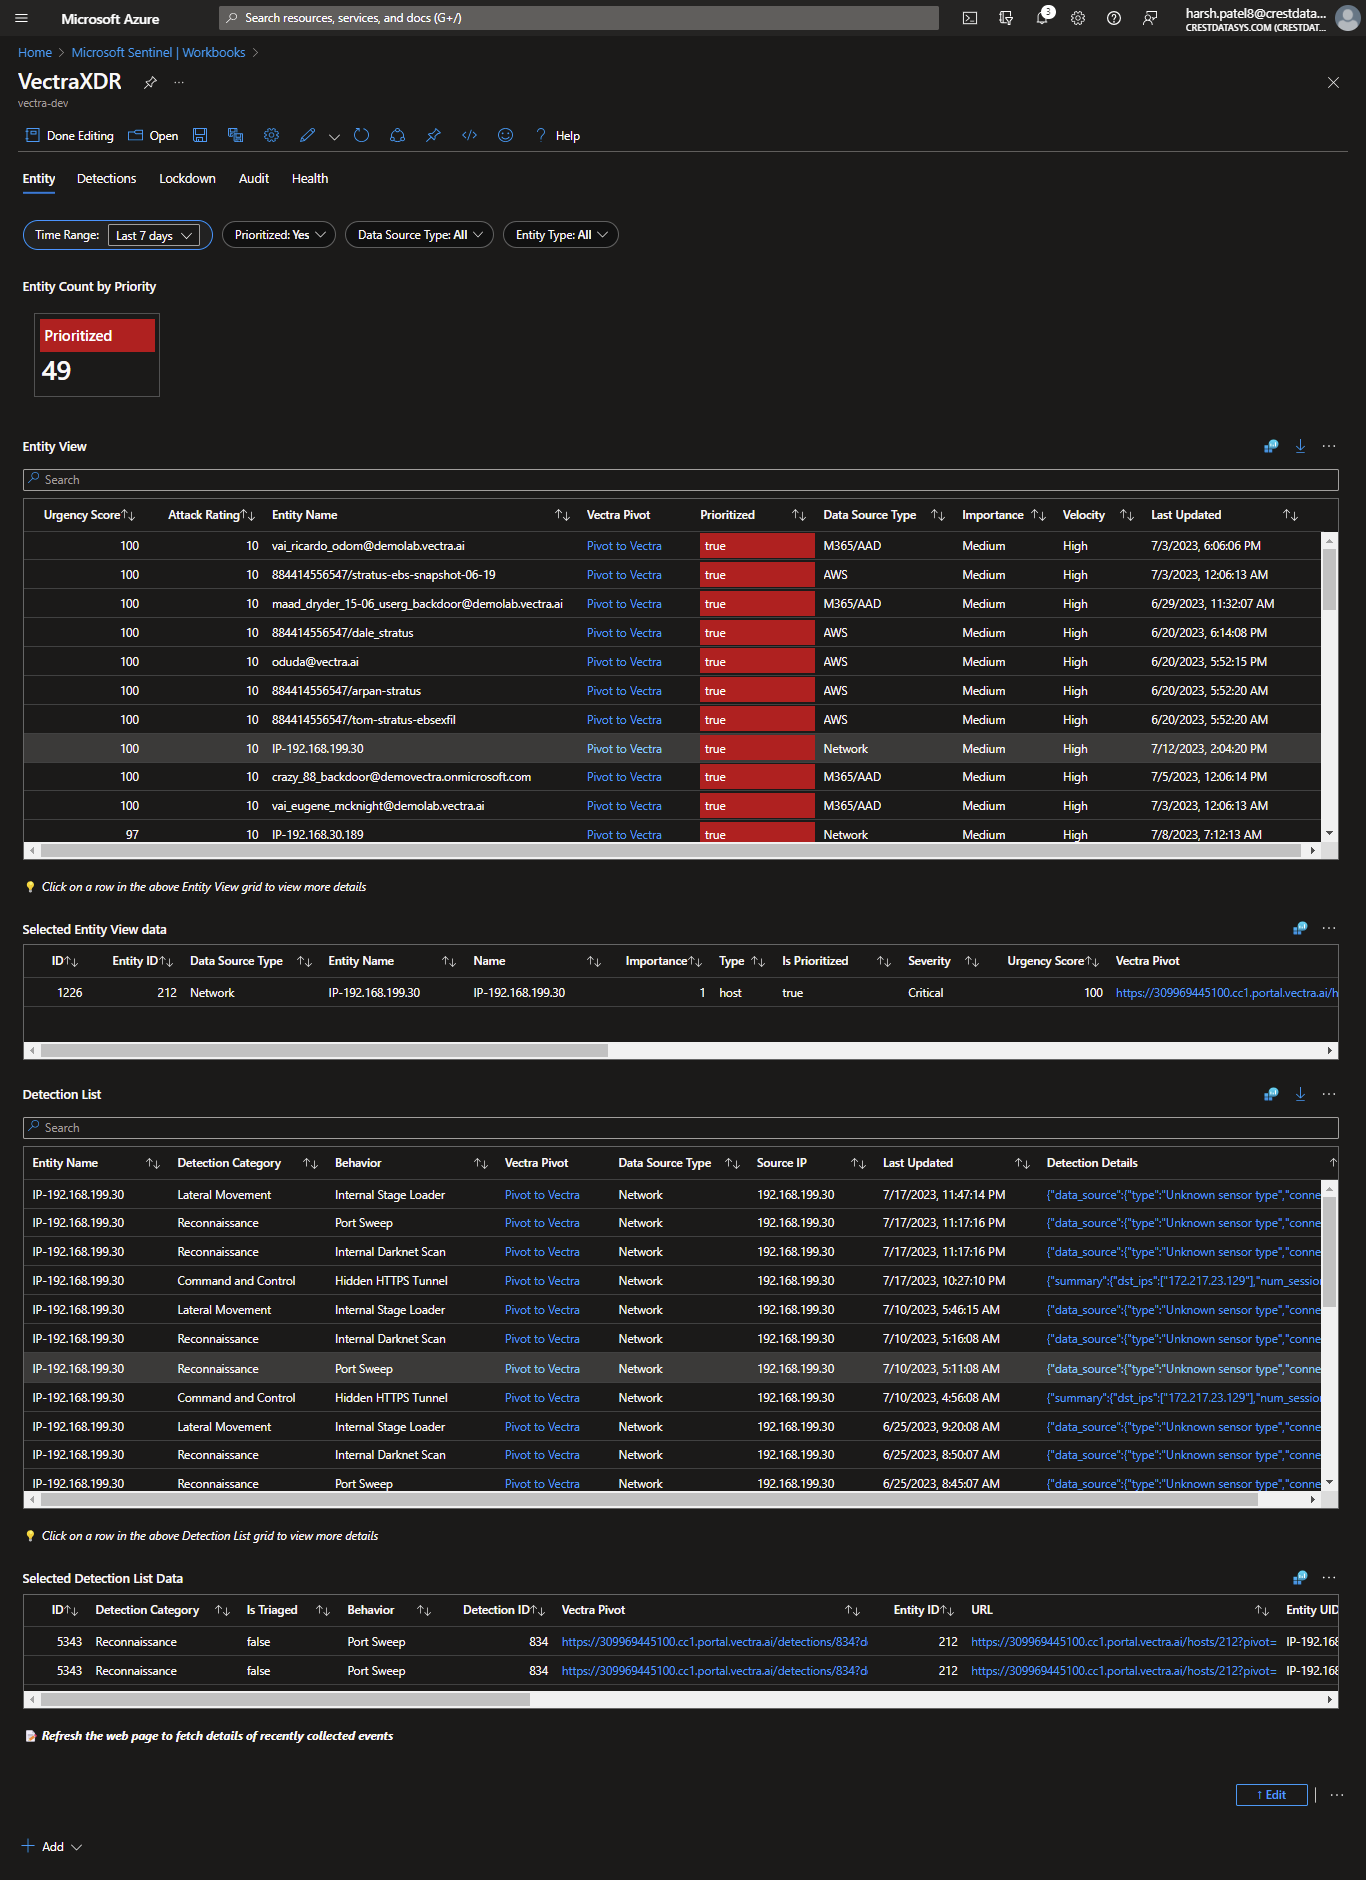 Microsoft Azure
Search resources, services, and docs (G+/)
3
harsh.patel8@crestdata...
CRESTDATASYS.COM (CRESTDAT...
Home > Microsoft Sentinel | Workbooks >
VectraXDR
vectra-dev
Done Editing Open Help
Entity Detections Lockdown Audit Health
Time Range: Last 7 days Prioritized: Yes Data Source Type: All Entity Type: All
Entity Count by Priority
Prioritized
49
Entity View
Search
Urgency Score Attack Rating Entity Name Vectra Pivot Prioritized Data Source Type Importance Velocity Last Updated
100 10 vai_ricardo_odom@demolab.vectra.ai Pivot to Vectra true M365/AAD Medium High 7/3/2023, 6:06:06 PM
100 10 884414556547/stratus-ebs-snapshot-06-19 Pivot to Vectra true AWS Medium High 7/3/2023, 12:06:13 AM
100 10 maad_dryder_15-06_userg_backdoor@demolab.vectra.ai Pivot to Vectra true M365/AAD Medium High 6/29/2023, 11:32:07 AM
100 10 884414556547/dale_stratus Pivot to Vectra true AWS Medium High 6/20/2023, 6:14:08 PM
100 10 oduda@vectra.ai Pivot to Vectra true AWS Medium High 6/20/2023, 5:52:15 PM
100 10 884414556547/arpan-stratus Pivot to Vectra true AWS Medium High 6/20/2023, 5:52:20 AM
100 10 884414556547/tom-stratus-ebsexfil Pivot to Vectra true AWS Medium High 6/20/2023, 5:52:20 AM
100 10 IP-192.168.199.30 Pivot to Vectra true Network Medium High 7/12/2023, 2:04:20 PM
100 10 crazy_88_backdoor@demovectra.onmicrosoft.com Pivot to Vectra true M365/AAD Medium High 7/5/2023, 12:06:14 PM
100 10 vai_eugene_mcknight@demolab.vectra.ai Pivot to Vectra true M365/AAD Medium High 7/3/2023, 12:06:13 AM
97 10 IP-192.168.30.189 Pivot to Vectra true Network Medium High 7/8/2023, 7:12:13 AM
Click on a row in the above Entity View grid to view more details
Selected Entity View data
ID Entity ID Data Source Type Entity Name Name Importance Type Is Prioritized Severity Urgency Score Vectra Pivot
1226 212 Network IP-192.168.199.30 IP-192.168.199.30 1 host true Critical 100 https://309969445100.cc1.portal.vectra.ai/h
Detection List
Search
Entity Name Detection Category Behavior Vectra Pivot Data Source Type Source IP Last Updated Detection Details
IP-192.168.199.30 Lateral Movement Internal Stage Loader Pivot to Vectra Network 192.168.199.30 7/17/2023, 11:47:14 PM {"data_source":{"type":"Unknown sensor type","conne
IP-192.168.199.30 Reconnaissance Port Sweep Pivot to Vectra Network 192.168.199.30 7/17/2023, 11:17:16 PM {"data_source":{"type":"Unknown sensor type","conne
IP-192.168.199.30 Reconnaissance Internal Darknet Scan Pivot to Vectra Network 192.168.199.30 7/17/2023, 11:17:16 PM {"data_source":{"type":"Unknown sensor type","conne
IP-192.168.199.30 Command and Control Hidden HTTPS Tunnel Pivot to Vectra Network 192.168.199.30 7/17/2023, 10:27:10 PM {"summary":{"dst_ips":["172.217.23.129"],"num_session
IP-192.168.199.30 Lateral Movement Internal Stage Loader Pivot to Vectra Network 192.168.199.30 7/10/2023, 5:46:15 AM {"data_source":{"type":"Unknown sensor type","conne
IP-192.168.199.30 Reconnaissance Internal Darknet Scan Pivot to Vectra Network 192.168.199.30 7/10/2023, 5:16:08 AM {"data_source":{"type":"Unknown sensor type","conne
IP-192.168.199.30 Reconnaissance Port Sweep Pivot to Vectra Network 192.168.199.30 7/10/2023, 5:11:08 AM {"data_source":{"type":"Unknown sensor type","conne
IP-192.168.199.30 Command and Control Hidden HTTPS Tunnel Pivot to Vectra Network 192.168.199.30 7/10/2023, 4:56:08 AM {"summary":{"dst_ips":["172.217.23.129"],"num_session
IP-192.168.199.30 Lateral Movement Internal Stage Loader Pivot to Vectra Network 192.168.199.30 6/25/2023, 9:20:08 AM {"data_source":{"type":"Unknown sensor type","conne
IP-192.168.199.30 Reconnaissance Internal Darknet Scan Pivot to Vectra Network 192.168.199.30 6/25/2023, 8:50:07 AM {"data_source":{"type":"Unknown sensor type","conne
IP-192.168.199.30 Reconnaissance Port Sweep Pivot to Vectra Network 192.168.199.30 6/25/2023, 8:45:07 AM {"data_source":{"type":"Unknown sensor type","conne
Click on a row in the above Detection List grid to view more details
Selected Detection List Data
ID Detection Category Is Triaged Behavior Detection ID Vectra Pivot Entity ID URL Entity UID
5343 Reconnaissance false Port Sweep 834 https://309969445100.cc1.portal.vectra.ai/detections/834?d 212 https://309969445100.cc1.portal.vectra.ai/hosts/212?pivot= IP-192.168
5343 Reconnaissance false Port Sweep 834 https://309969445100.cc1.portal.vectra.ai/detections/834?d 212 https://309969445100.cc1.portal.vectra.ai/hosts/212?pivot= IP-192.168
Refresh the web page to fetch details of recently collected events
↑ Edit
Add